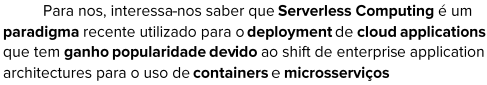 Para nos, interessa-nos saber que Serverless Computing é um
paradigma recente utilizado para o deployment de cloud applications
que tem ganho popularidade devido ao shift de enterprise application
architectures para o uso de containers e microsserviços